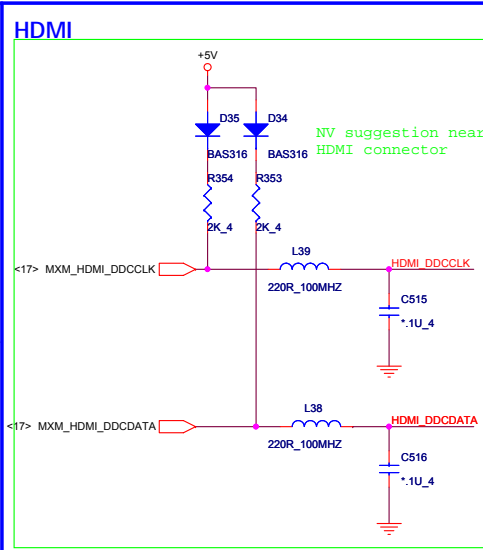 HDMI
+5V
D35
D34
BAS316
BAS316
NV suggestion near
HDMI connector
R354
R353
2K_4
2K_4
<17> MXM_HDMI_DDCCLK
L39
220R_100MHZ
HDMI_DDCCLK
C515
*.1U_4
<17> MXM_HDMI_DDCDATA
L38
220R_100MHZ
HDMI_DDCDATA
C516
*.1U_4